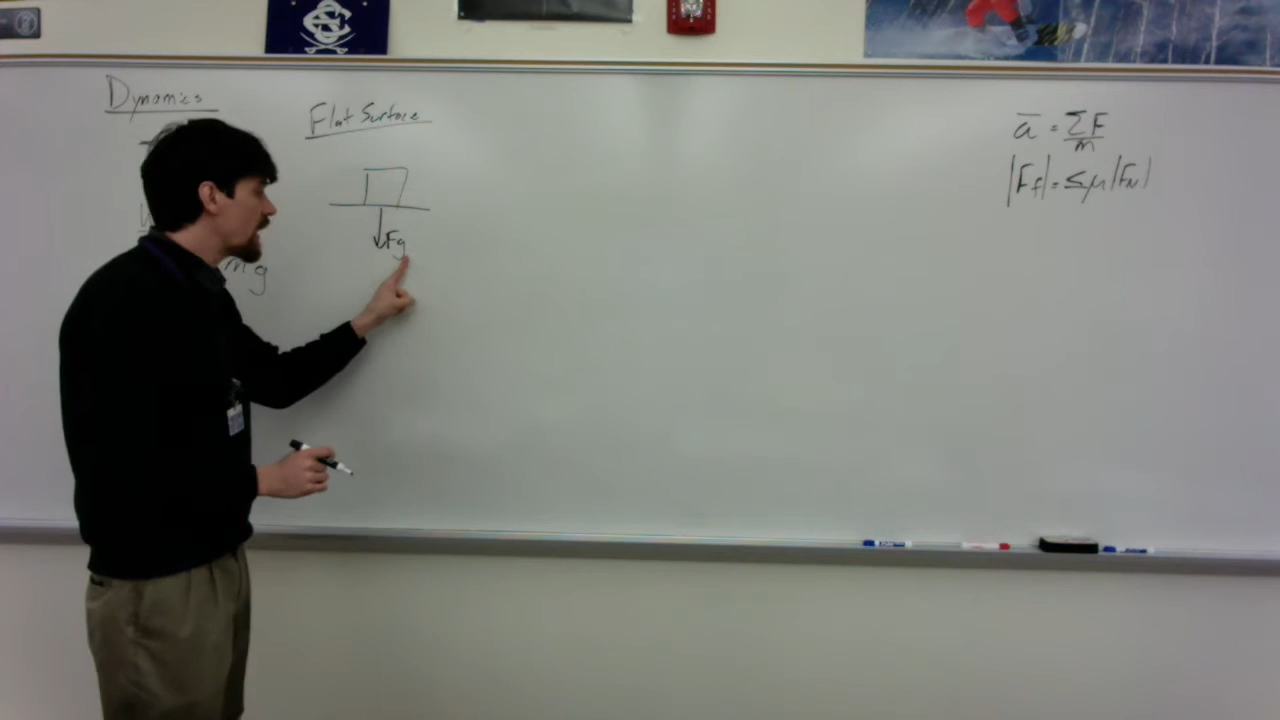 Dynamics
Flat Surface
Fg
mg
a̅ = ΣF/m
|Ff| = ≤ μ |FN|